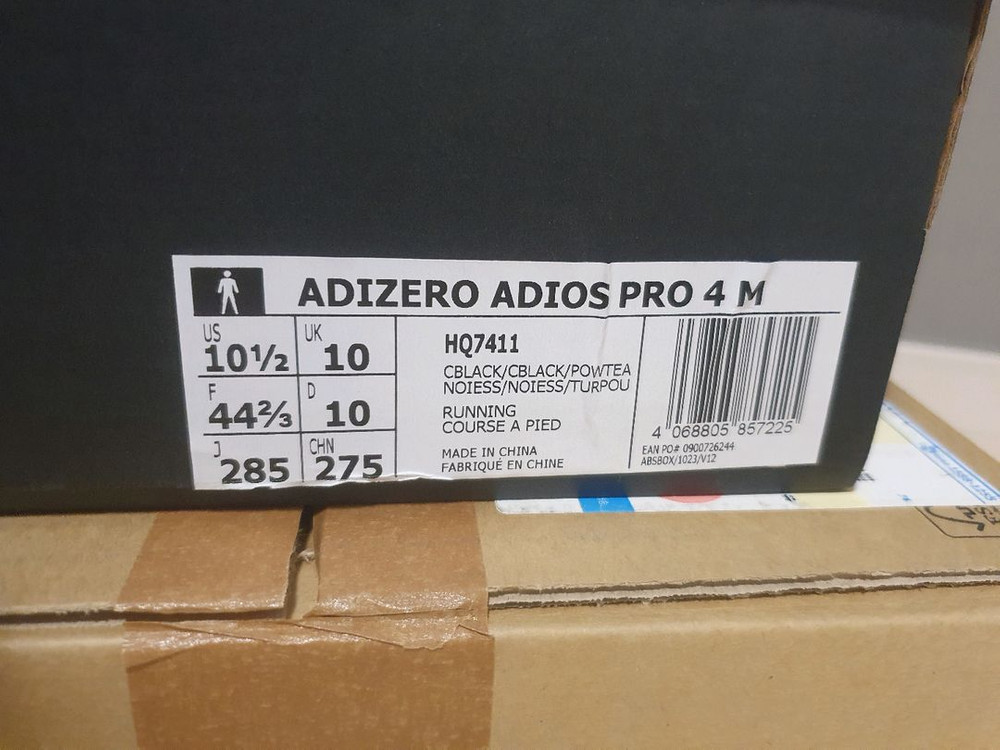 ADIZERO ADIOS PRO 4 M
US 10½ UK 10
F 44⅔ D 10
J 285 CHN 275
HQ7411
CBLACK/CBLACK/POWTEA
NOIESS/NOIESS/TURPOU
RUNNING
COURSE A PIED
MADE IN CHINA
FABRIQUÉ EN CHINE
4 068805 857225
EAN PO# 0900726244
ABSBOX/1023/V12